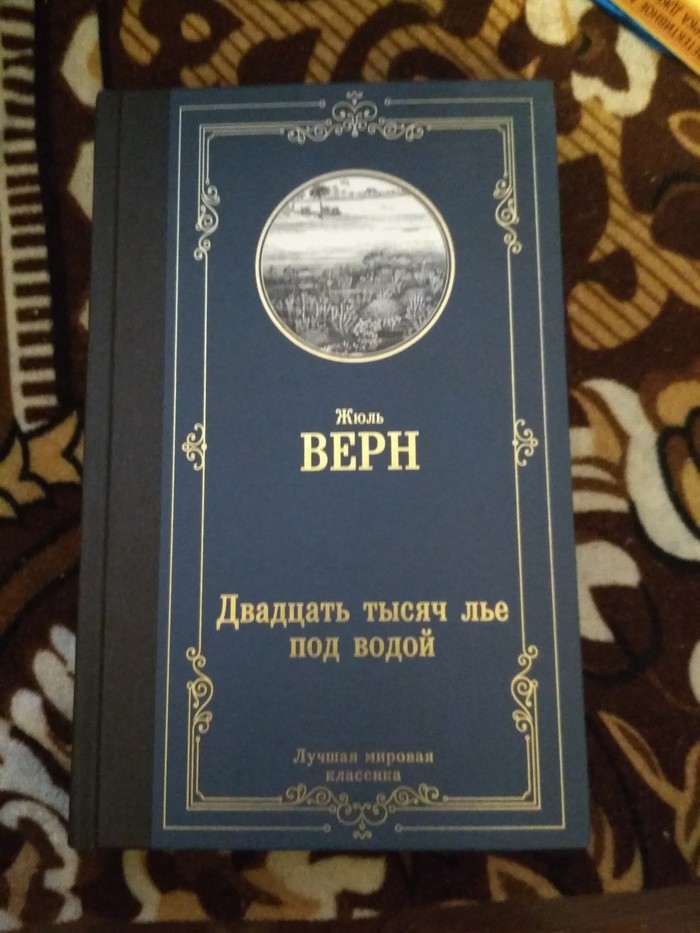 Жюль
ВЕРН
Двадцать тысяч лье
под водой
Лучшая мировая
классика